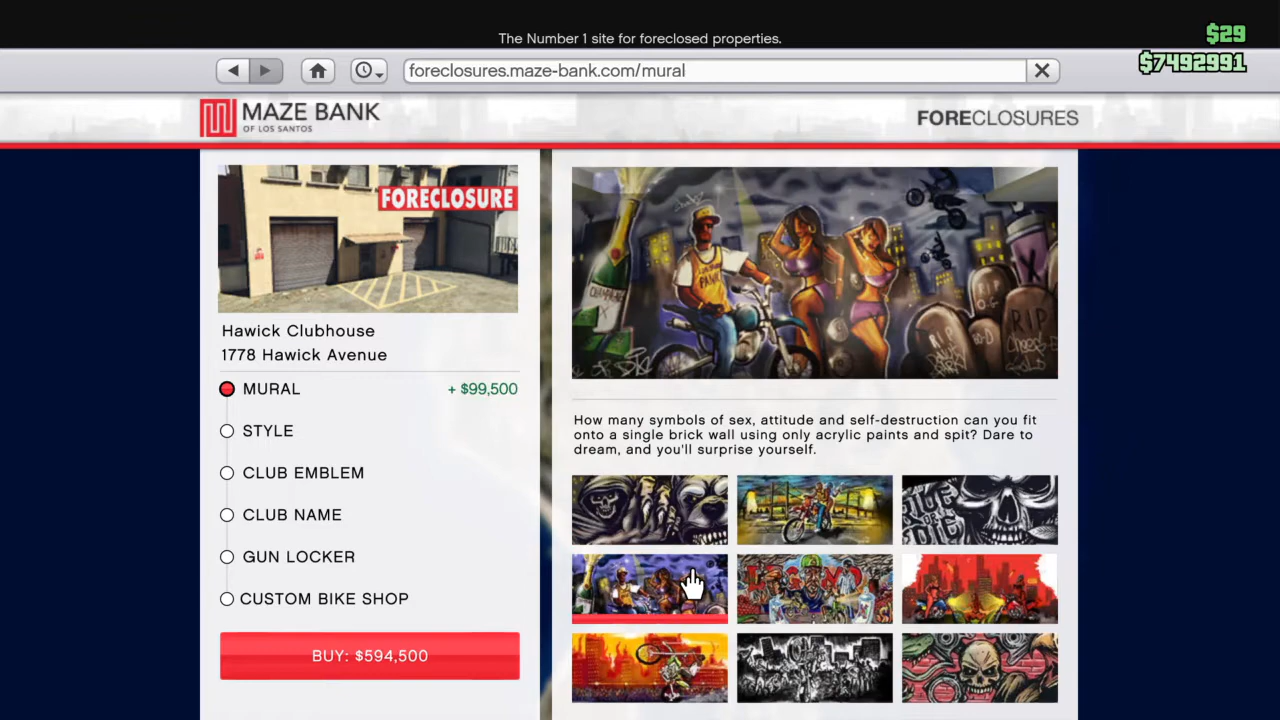 The Number 1 site for foreclosed properties.
$29
$7492991
foreclosures.maze-bank.com/mural
MAZE BANK
OF LOS SANTOS
FORECLOSURES
FORECLOSURE
Hawick Clubhouse
1778 Hawick Avenue
MURAL + $99,500
STYLE
CLUB EMBLEM
CLUB NAME
GUN LOCKER
CUSTOM BIKE SHOP
BUY: $594,500
RIP
How many symbols of sex, attitude and self-destruction can you fit
onto a single brick wall using only acrylic paints and spit? Dare to
dream, and you'll surprise yourself.
DIE